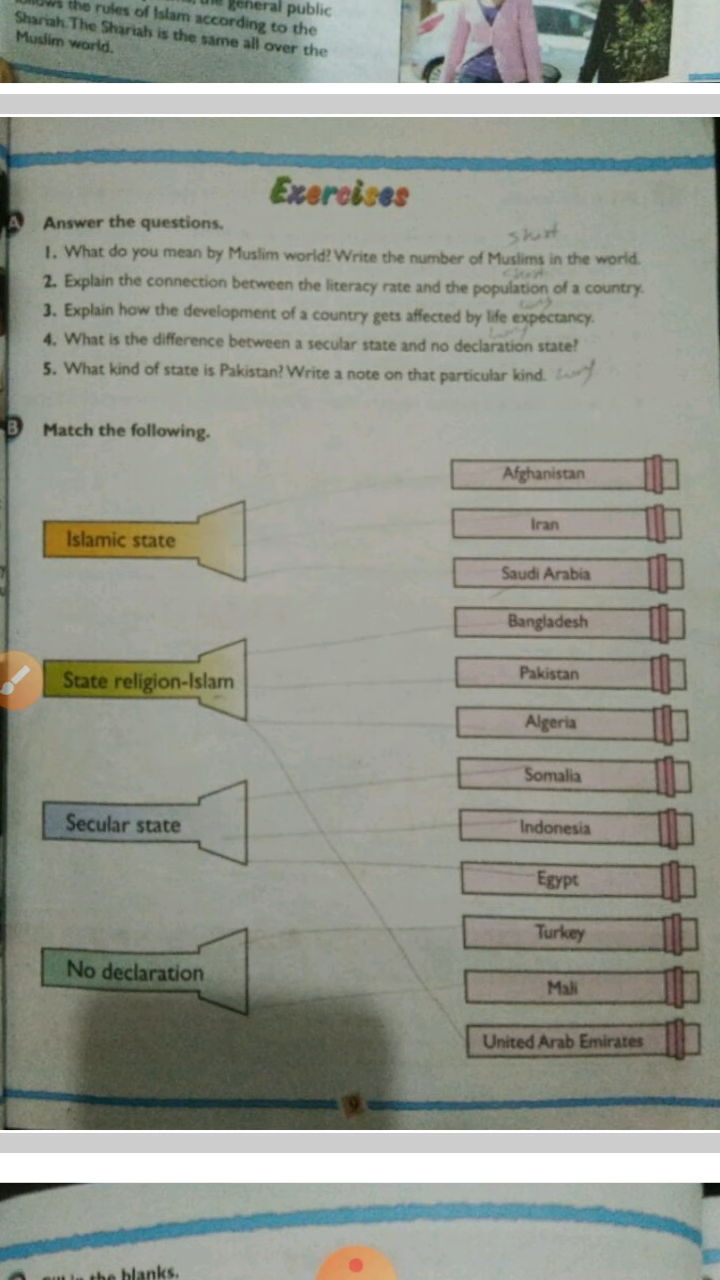 the general public
the rules of Islam according to the
Shariah. The Shariah is the same all over the
Muslim world.
Exercises
A Answer the questions.
short
1. What do you mean by Muslim world? Write the number of Muslims in the world.
short
2. Explain the connection between the literacy rate and the population of a country.
long
3. Explain how the development of a country gets affected by life expectancy.
long
4. What is the difference between a secular state and no declaration state?
5. What kind of state is Pakistan? Write a note on that particular kind. long
B Match the following.
Afghanistan
Iran
Islamic state
Saudi Arabia
Bangladesh
Pakistan
State religion-Islam
Algeria
Somalia
Secular state
Indonesia
Egypt
Turkey
No declaration
Mali
United Arab Emirates
9
the blanks.